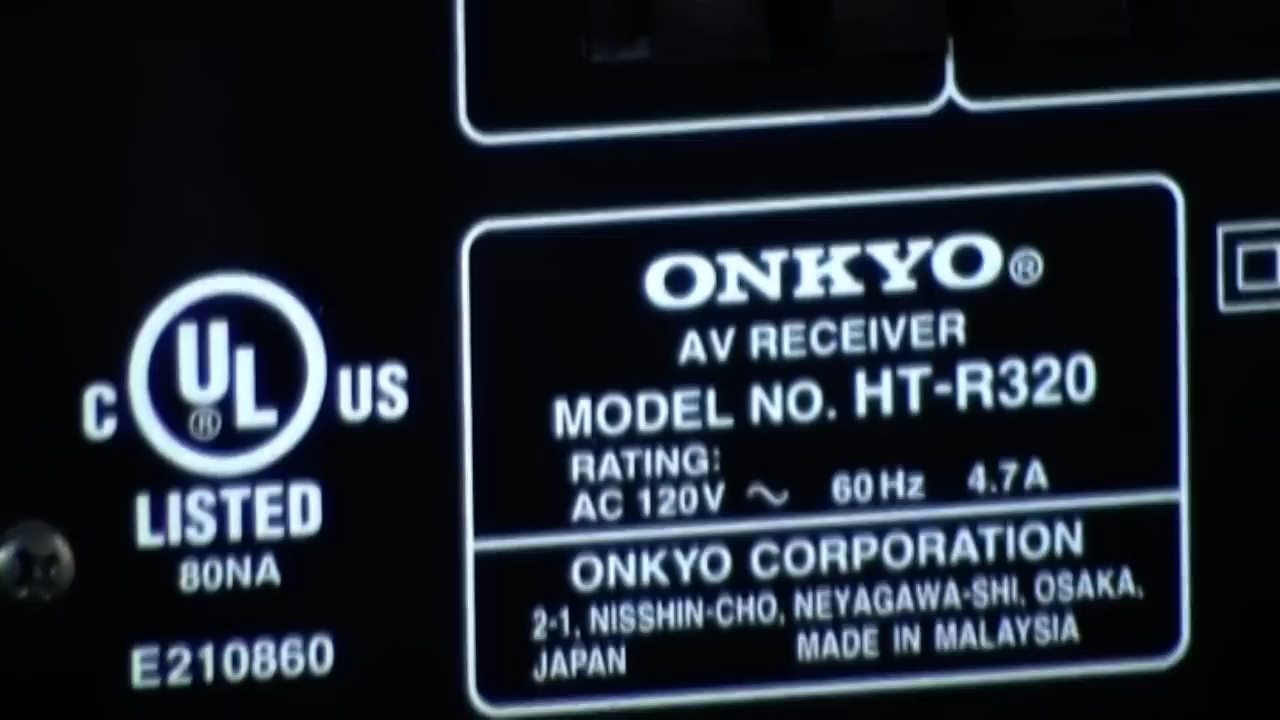 C UL® US
LISTED
80NA
E210860
ONKYO®
AV RECEIVER
MODEL NO. HT-R320
RATING:
AC 120V ~ 60Hz 4.7A
ONKYO CORPORATION
2-1, NISSHIN-CHO, NEYAGAWA-SHI, OSAKA,
JAPAN MADE IN MALAYSIA